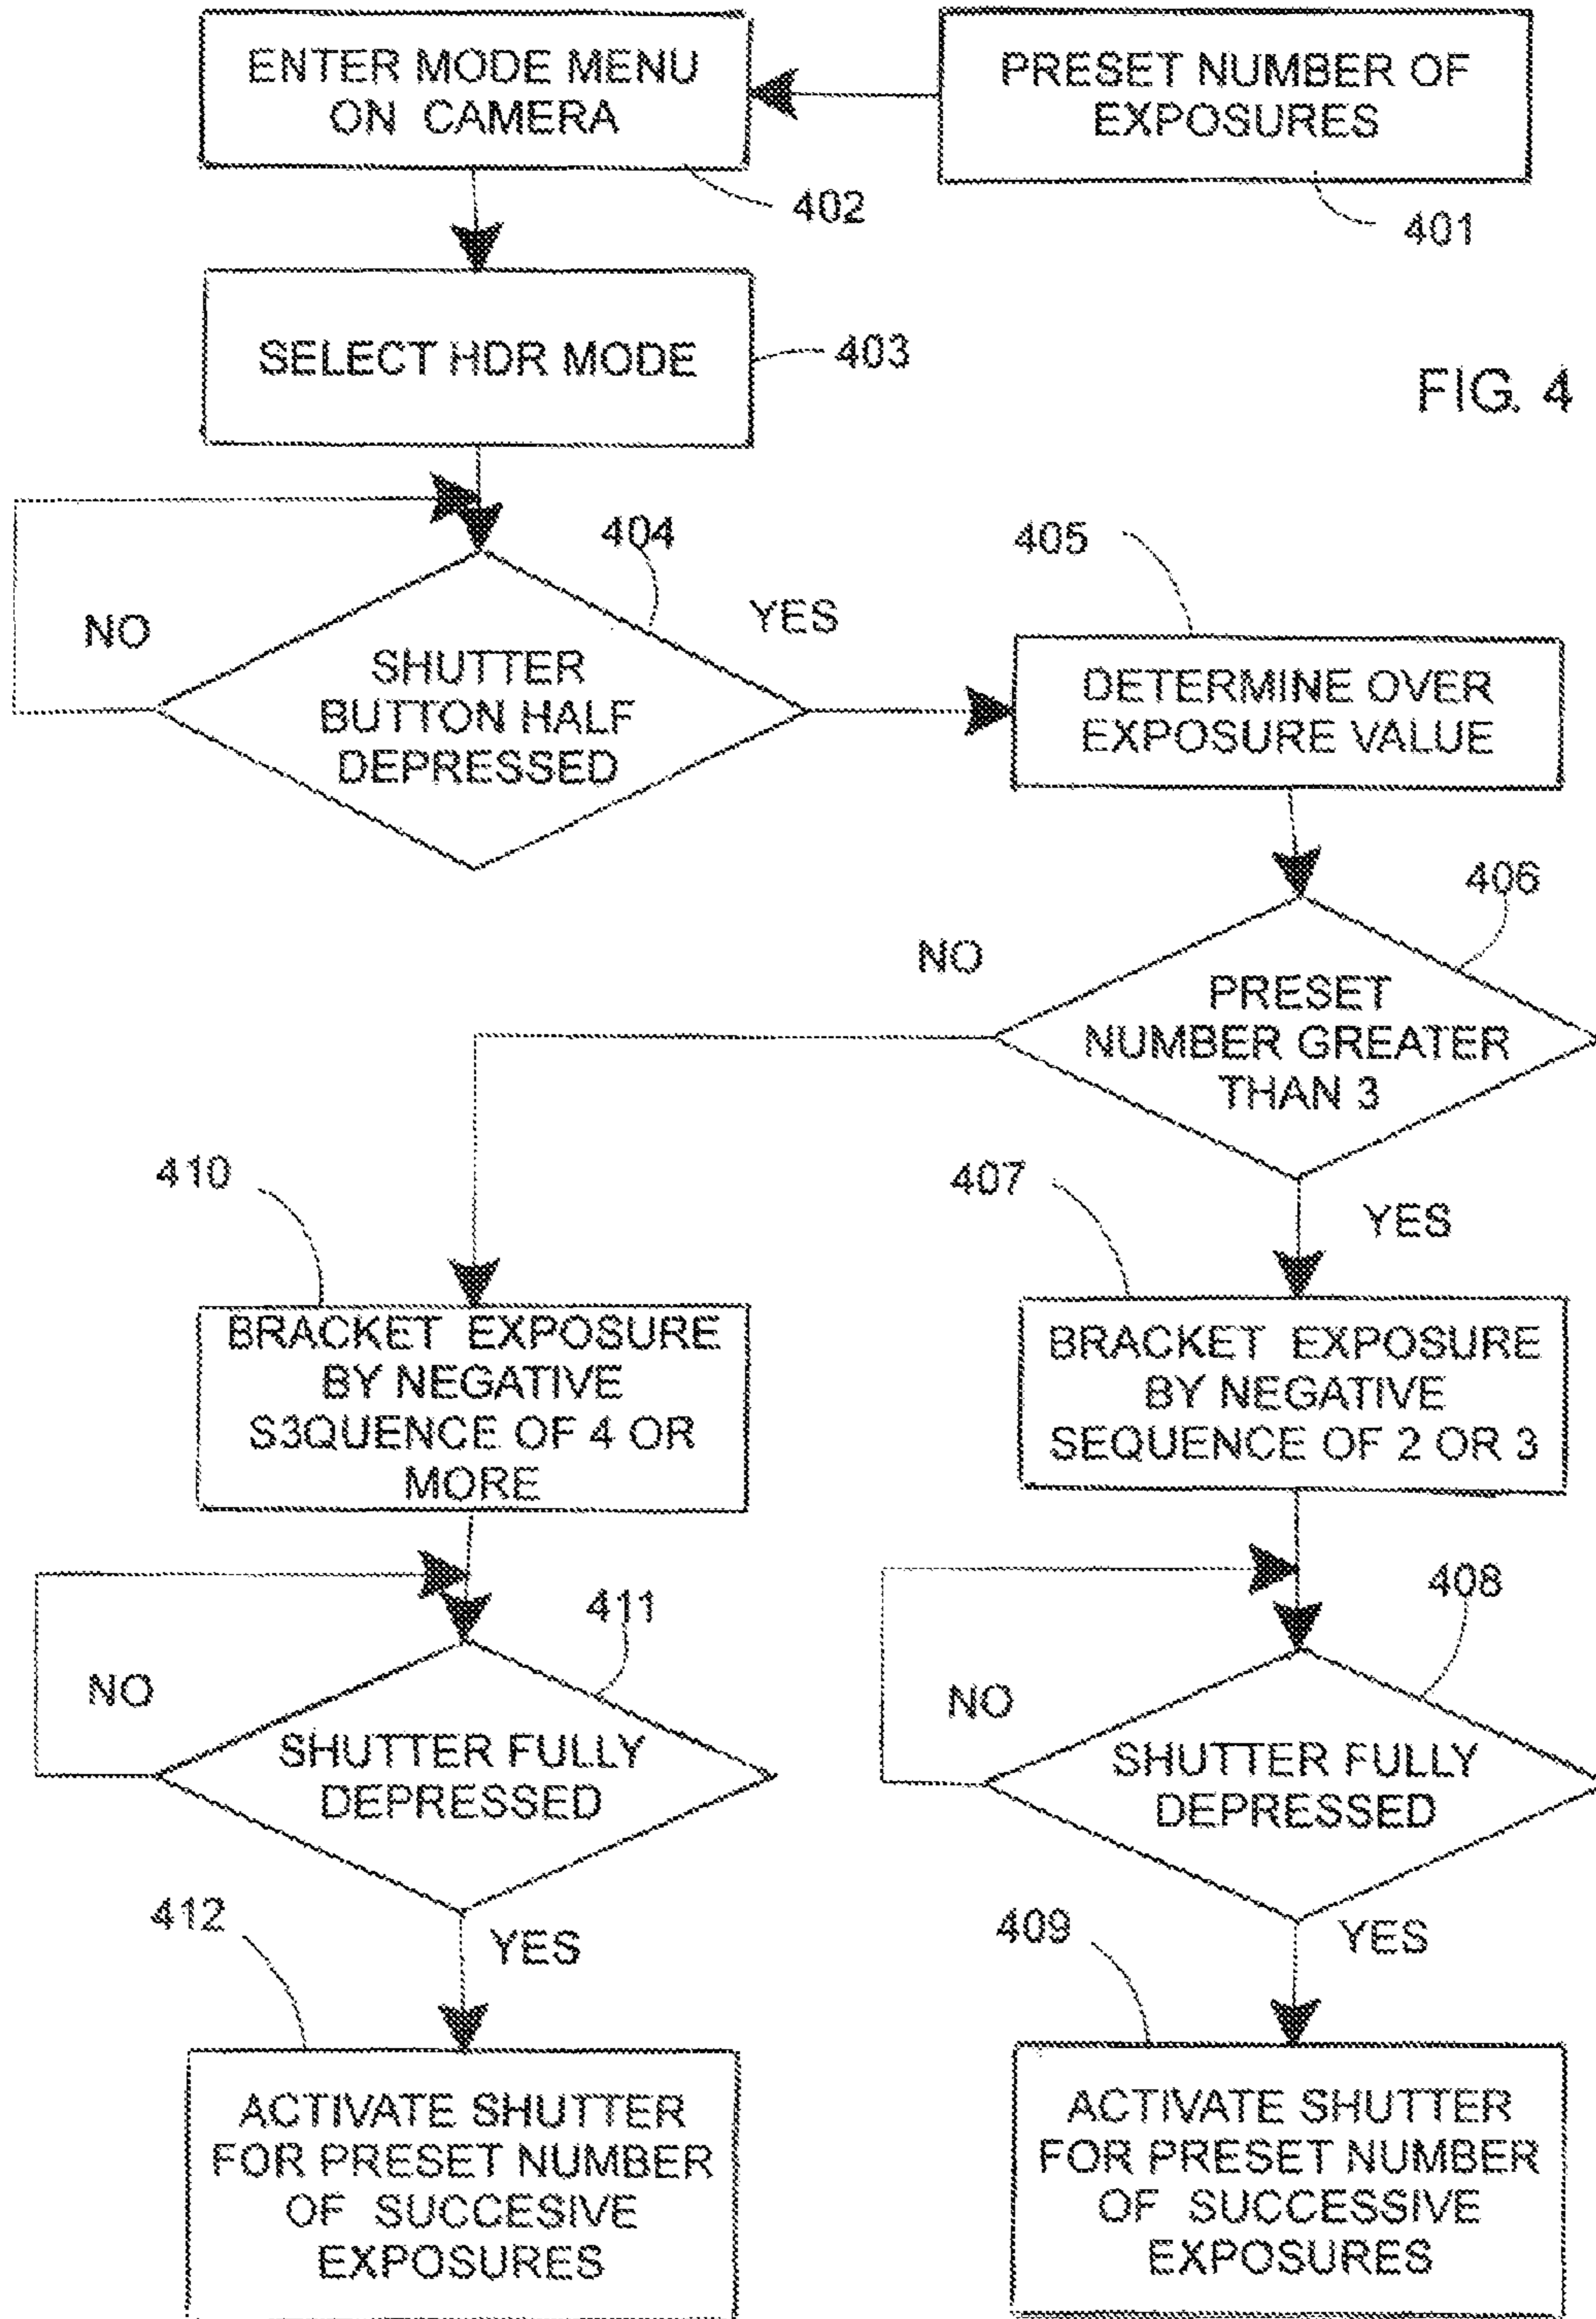 ENTER MODE MENU
ON CAMERA
402
PRESET NUMBER OF
EXPOSURES
401
SELECT HDR MODE
403
FIG. 4
404
NO
YES
SHUTTER
BUTTON HALF
DEPRESSED
405
DETERMINE OVER
EXPOSURE VALUE
406
NO
PRESET
NUMBER GREATER
THAN 3
YES
410
BRACKET EXPOSURE
BY NEGATIVE
S3QUENCE OF 4 OR
MORE
407
BRACKET EXPOSURE
BY NEGATIVE
SEQUENCE OF 2 OR 3
411
NO
SHUTTER FULLY
DEPRESSED
YES
408
NO
SHUTTER FULLY
DEPRESSED
YES
412
ACTIVATE SHUTTER
FOR PRESET NUMBER
OF SUCCESIVE
EXPOSURES
409
ACTIVATE SHUTTER
FOR PRESET NUMBER
OF SUCCESSIVE
EXPOSURES